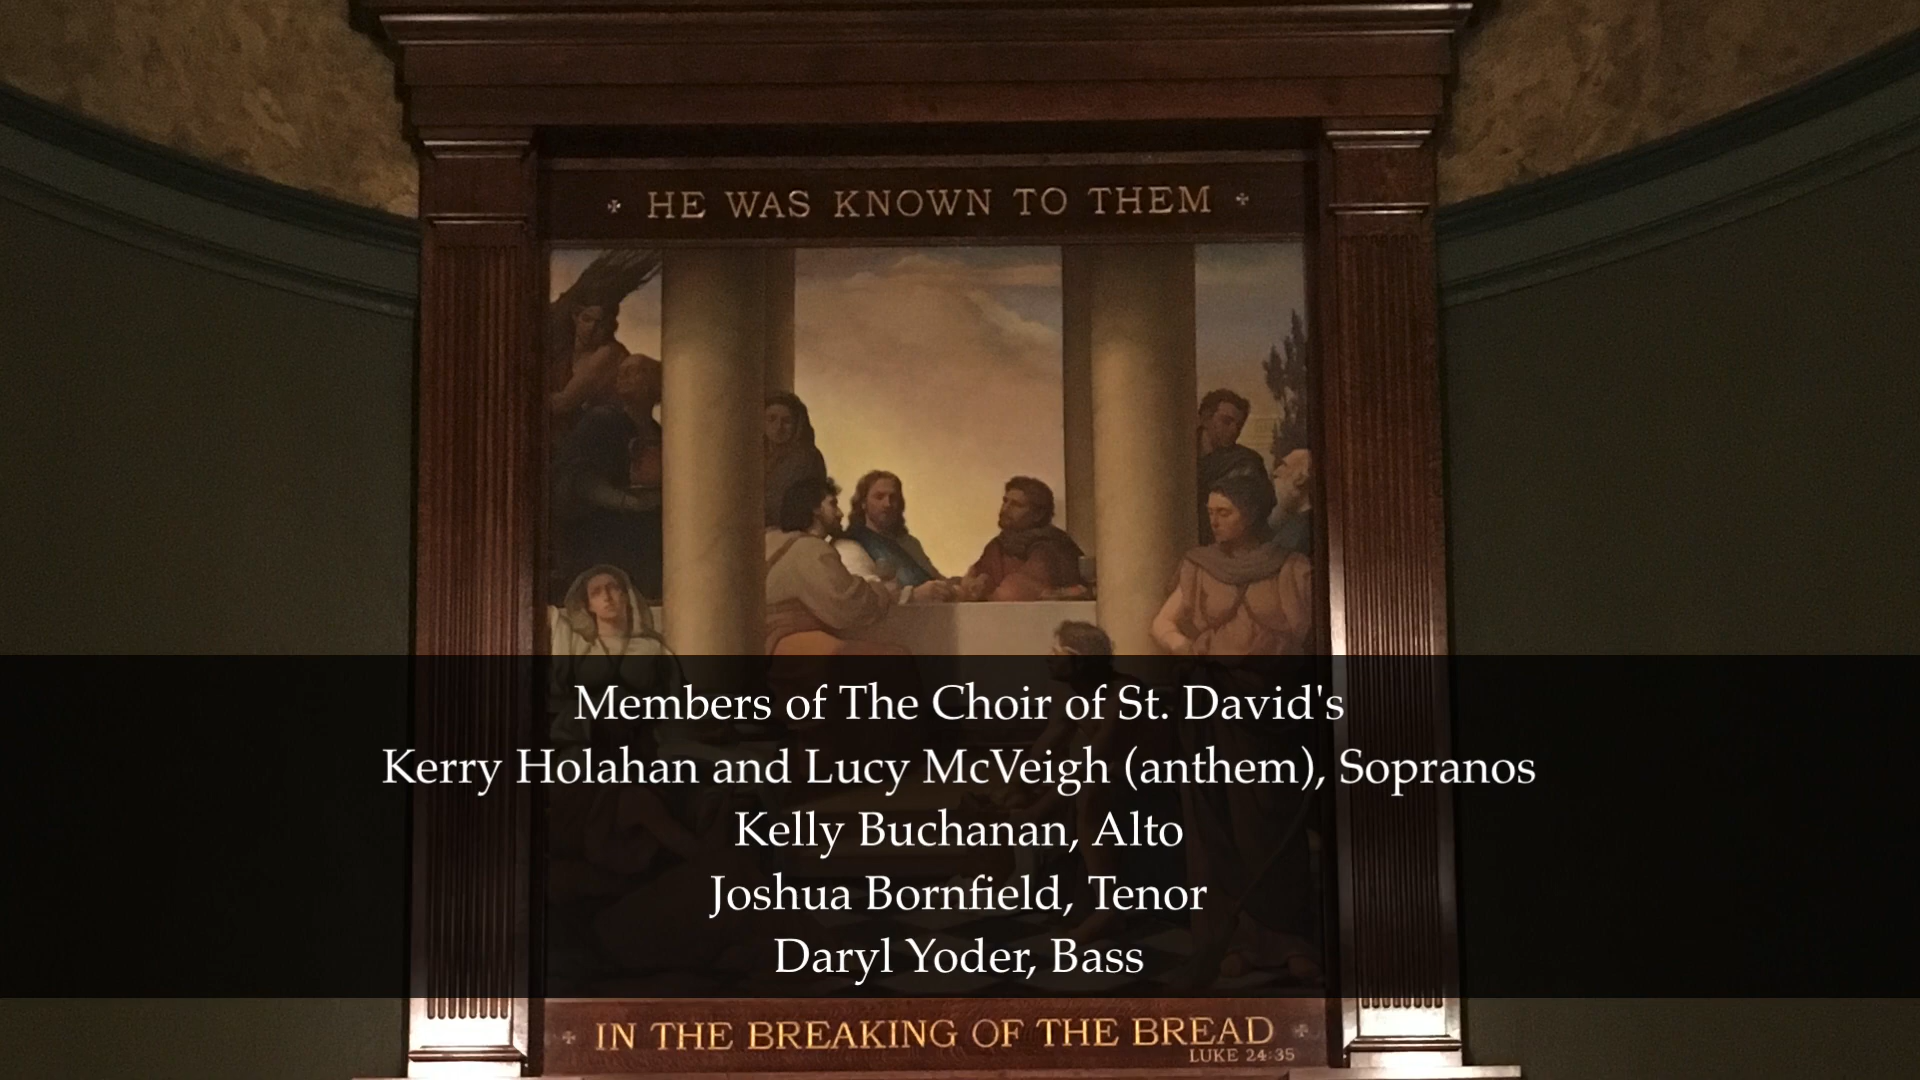 HE WAS KNOWN TO THEM
Members of The Choir of St. David's
Kerry Holahan and Lucy McVeigh (anthem), Sopranos
Kelly Buchanan, Alto
Joshua Bornfield, Tenor
Daryl Yoder, Bass
IN THE BREAKING OF THE BREAD
LUKE 24:35